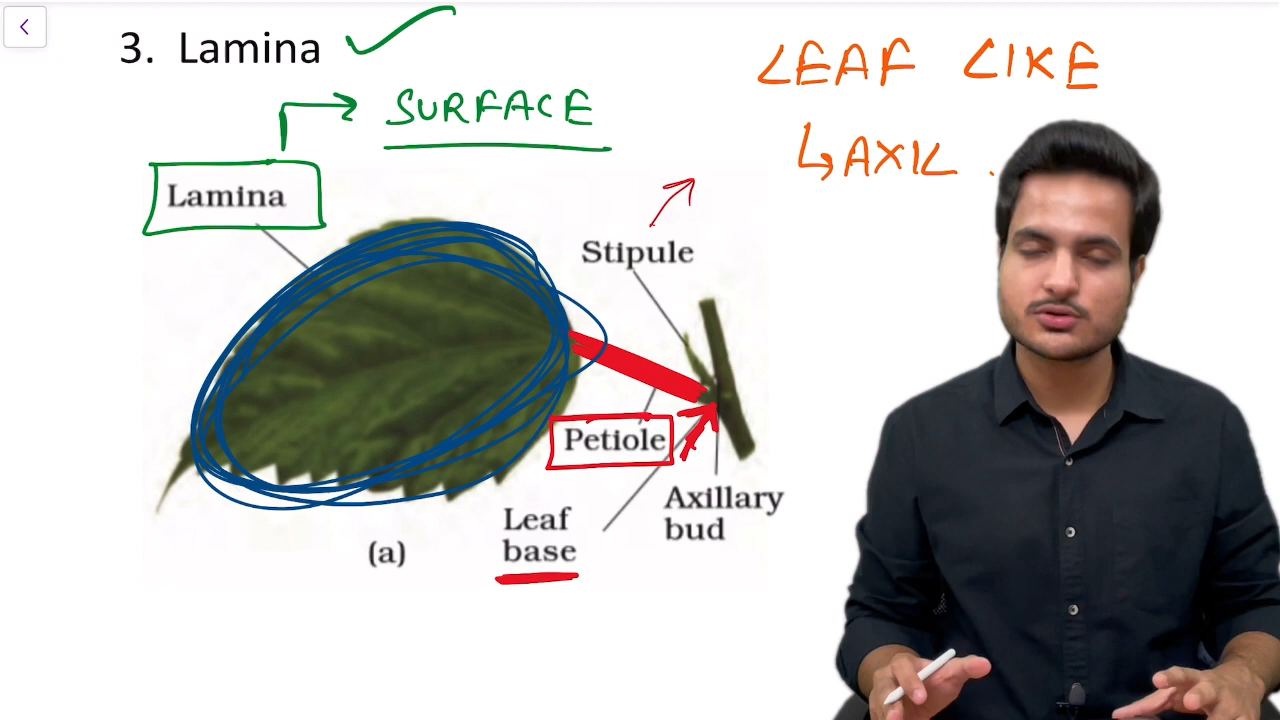 3. Lamina
SURFACE
LEAF LIKE
↳AXIL .
Lamina
Stipule
Petiole
Axillary
bud
Leaf
base
(a)